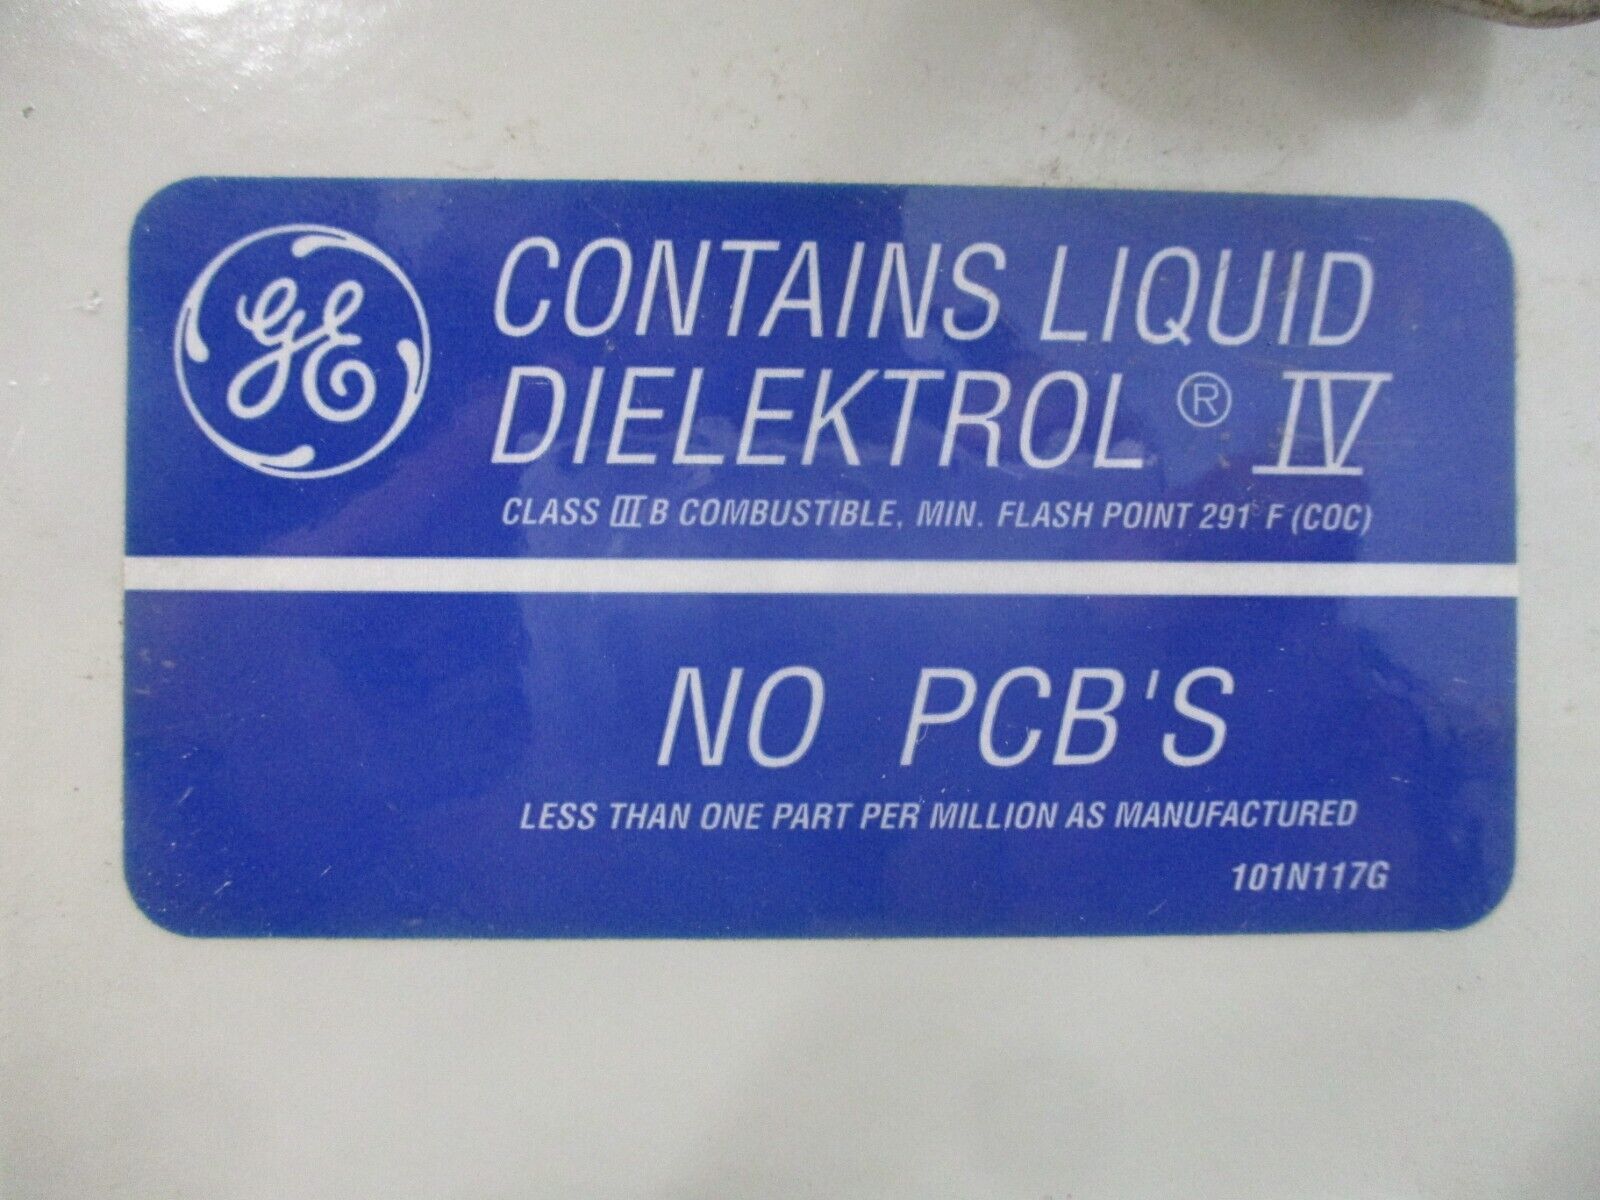 GE
CONTAINS LIQUID
DIELEKTROL ® IV
CLASS III B COMBUSTIBLE, MIN. FLASH POINT 291 F (COC)
NO PCB'S
LESS THAN ONE PART PER MILLION AS MANUFACTURED
101N117G